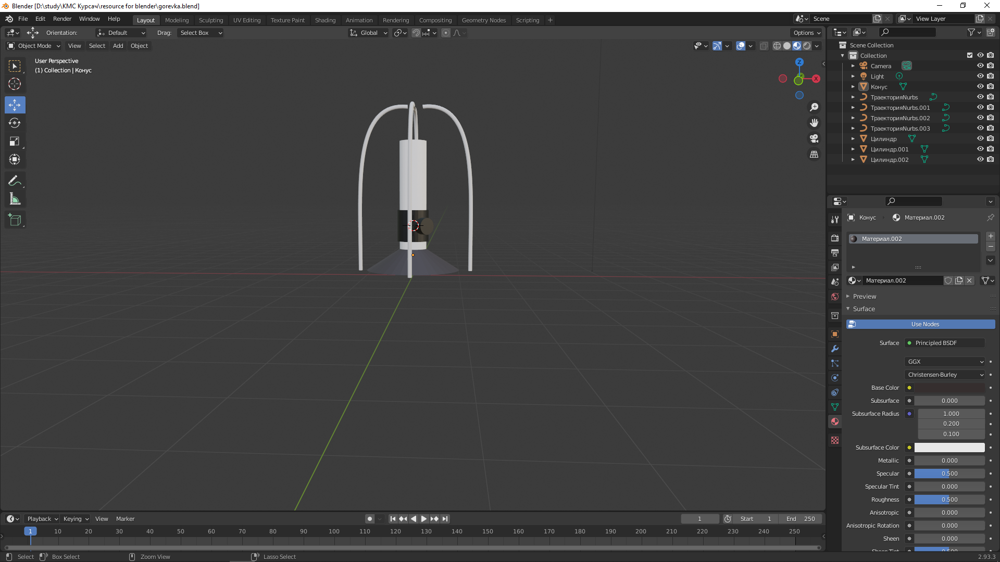 Blender [D:\study\КМС Курсач\resource for blender\gorevka.blend]
File Edit Render Window Help
Layout Modeling Sculpting UV Editing Texture Paint Shading Animation Rendering Compositing Geometry Nodes Scripting
Scene
View Layer
Orientation: Default Drag: Select Box Global Options
Object Mode View Select Add Object
User Perspective
(1) Collection | Конус
Z
X
Scene Collection
Collection
Camera
Light
Конус
ТраекторияNurbs
ТраекторияNurbs.001
ТраекторияNurbs.002
ТраекторияNurbs.003
Цилиндр
Цилиндр.001
Цилиндр.002
Конус Материал.002
Материал.002
Материал.002
Preview
Surface
Use Nodes
Surface Principled BSDF
GGX
Christensen-Burley
Base Color
Subsurface 0.000
Subsurface Radius 1.000
0.200
0.100
Subsurface Color
Metallic 0.000
Specular 0.500
Specular Tint 0.000
Roughness 0.500
Anisotropic 0.000
Anisotropic Rotation 0.000
Sheen 0.000
Sheen Tint 0.500
Playback Keying View Marker 1 Start 1 End 250
1 10 20 30 40 50 60 70 80 90 100 110 120 130 140 150 160 170 180 190 200 210 220 230 240 250
Select Box Select Zoom View Lasso Select 2.93.3